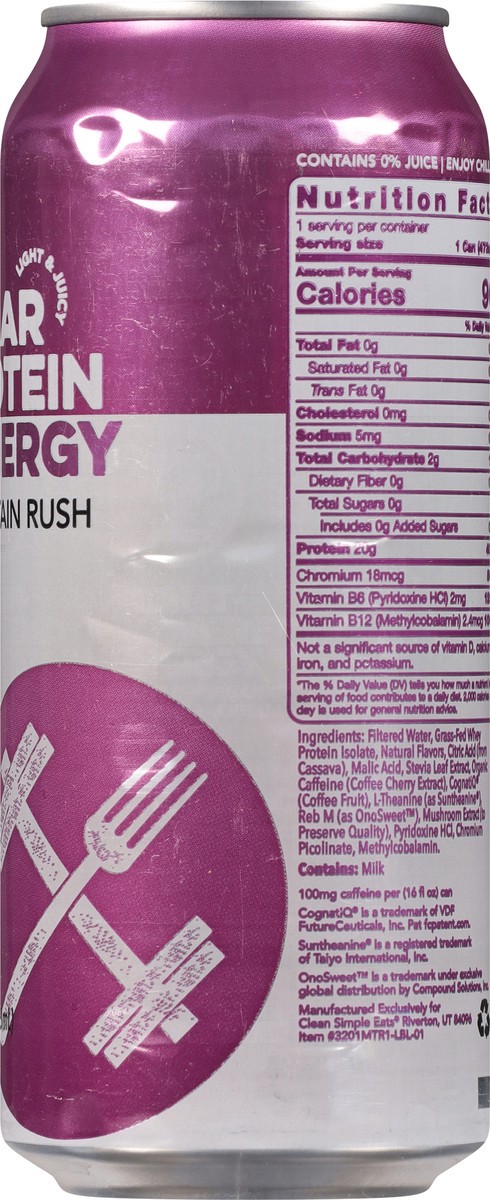 LIGHT & JUICY
AR
TEIN
ERGY
AIN RUSH
CONTAINS 0% JUICE | ENJOY CHILL
Nutrition Fact
1 serving per container
Serving size 1 Can (473
Amount Per Serving
Calories 9
% Daily Va
Total Fat 0g
Saturated Fat 0g
Trans Fat 0g
Cholesterol 0mg
Sodium 5mg
Total Carbohydrate 2g
Dietary Fiber 0g
Total Sugars 0g
Includes 0g Added Sugars
Protein 20g
Chromium 18mcg
Vitamin B6 (Pyridoxine HCl) 2mg
Vitamin B12 (Methylcobalamin) 2.4mcg
Not a significant source of vitamin D, calcium
iron, and potassium.
*The % Daily Value (DV) tells you how much a nutrient
serving of food contributes to a daily diet. 2,000 calories
day is used for general nutrition advice.
Ingredients: Filtered Water, Grass-Fed Whey
Protein Isolate, Natural Flavors, Citric Acid (from
Cassava), Malic Acid, Stevia Leaf Extract, Organic
Caffeine (Coffee Cherry Extract), CognatiQ®
(Coffee Fruit), L-Theanine (as Suntheanine®),
Reb M (as OnoSweet™), Mushroom Extract (to
Preserve Quality), Pyridoxine HCl, Chromium
Picolinate, Methylcobalamin.
Contains: Milk
100mg caffeine per (16 fl oz) can
CognatiQ® is a trademark of VDF
FutureCeuticals, Inc. Pat fcpatent.com.
Suntheanine® is a registered trademark
of Taiyo International, Inc.
OnoSweet™ is a trademark under exclusive
global distribution by Compound Solutions, Inc.
Manufactured Exclusively for
Clean Simple Eats® Riverton, UT 84096
Item #3201MTR1-LBL-01